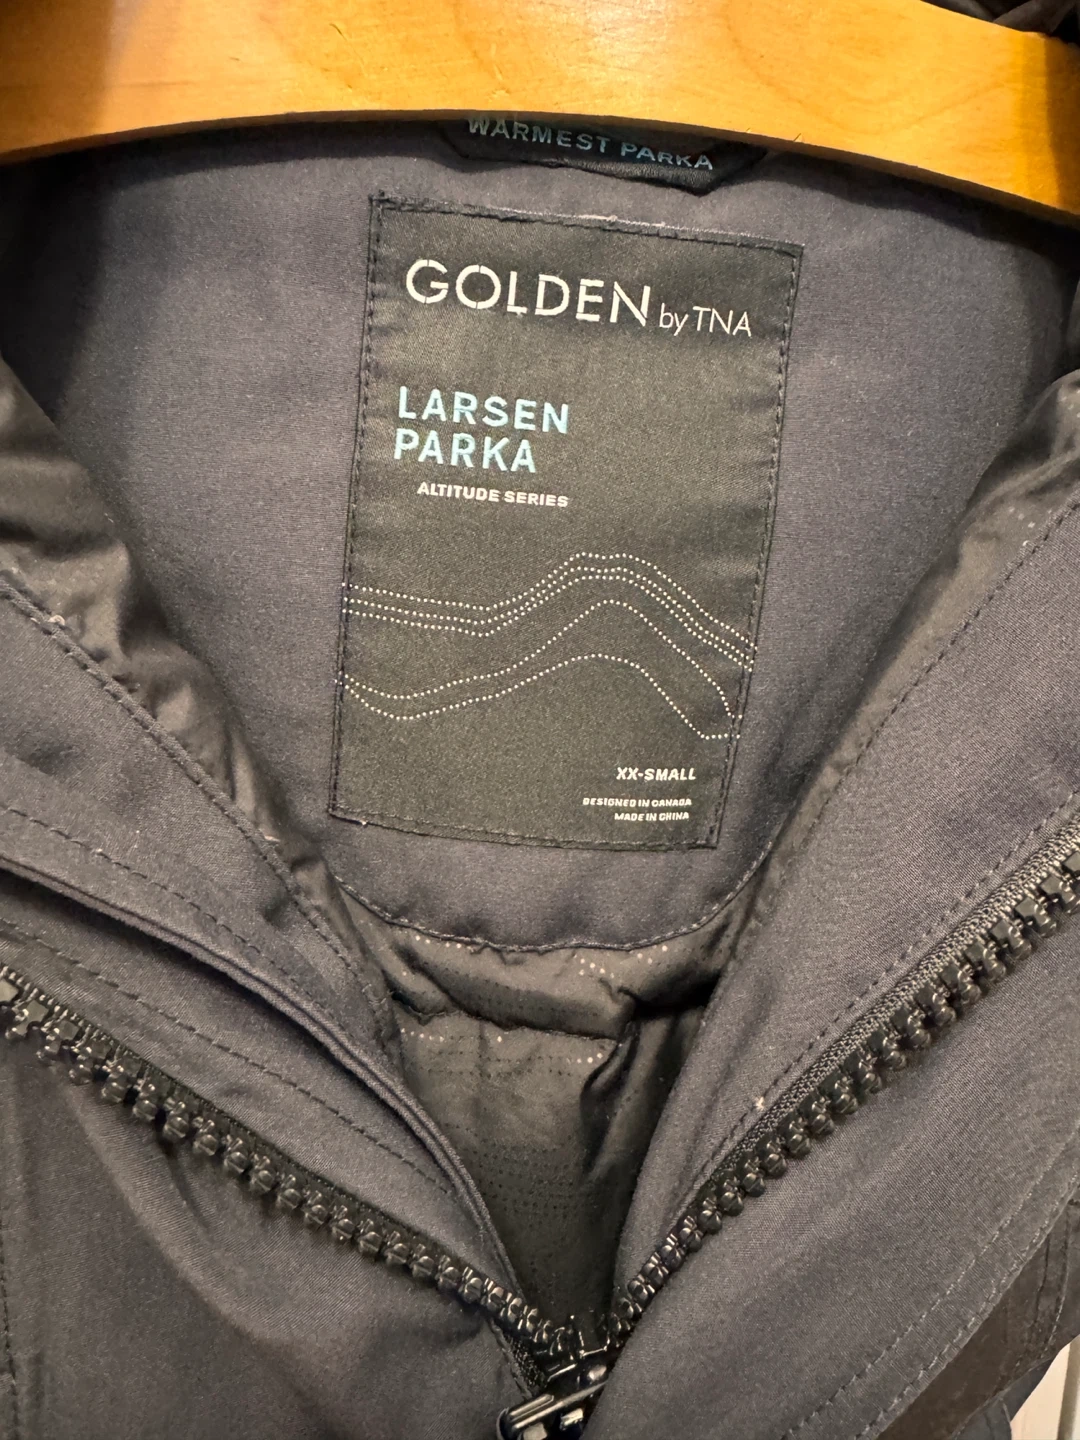 WARMEST PARKA
GOLDEN by TNA
LARSEN
PARKA
ALTITUDE SERIES
XX-SMALL
DESIGNED IN CANADA
MADE IN CHINA